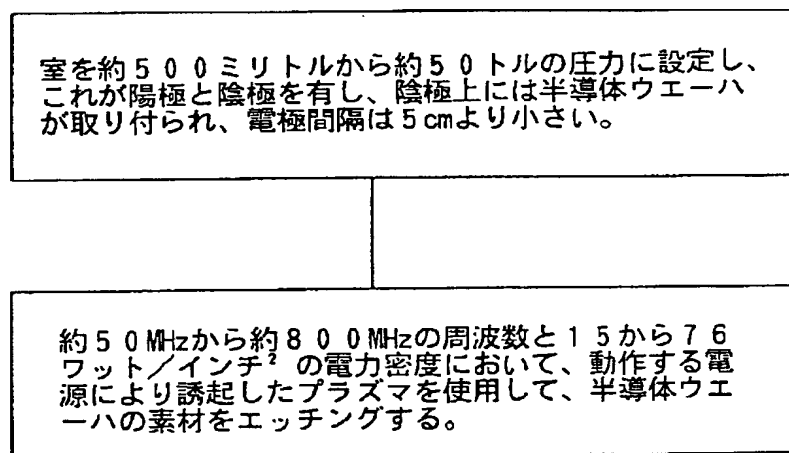 室を約５００ミリトルから約５０トルの圧力に設定し、
これが陽極と陰極を有し、陰極上には半導体ウエーハ
が取り付られ、電極間隔は５cmより小さい。
約５０MHzから約８００MHzの周波数と１５から７６
ワット／インチ² の電力密度において、動作する電
源により誘起したプラズマを使用して、半導体ウエ
ーハの素材をエッチングする。